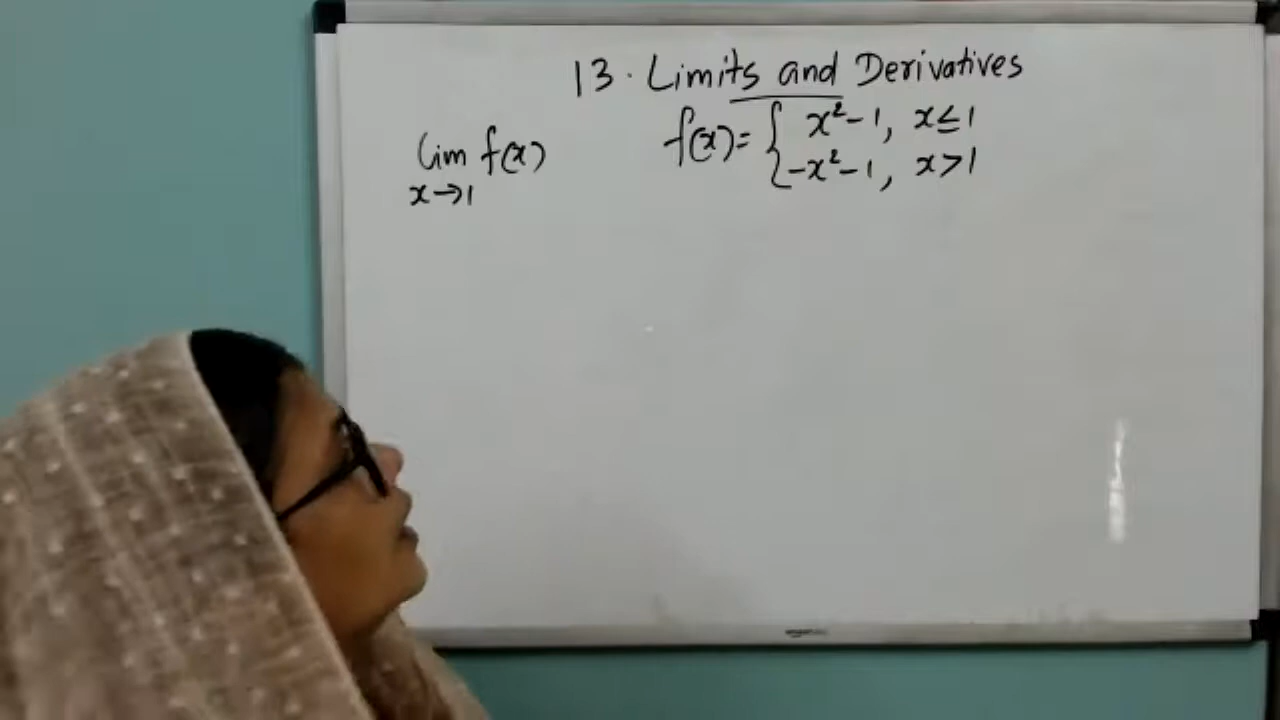 13. Limits and Derivatives
lim f(x)
x→1
f(x)= { x²-1, x≤1
-x²-1, x>1